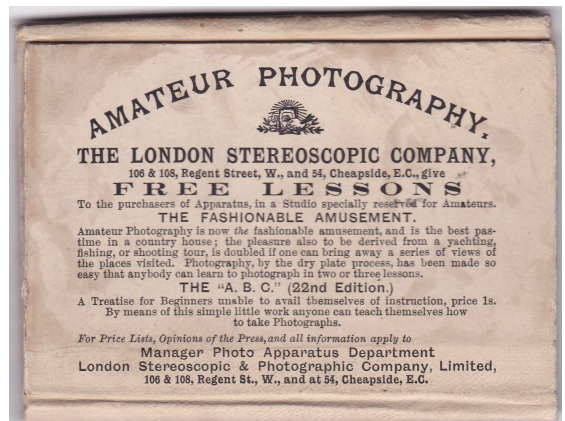 AMATEUR PHOTOGRAPHY.
THE LONDON STEREOSCOPIC COMPANY,
106 & 108, Regent Street, W., and 54, Cheapside, E.C., give
FREE LESSONS
To the purchasers of Apparatus, in a Studio specially reserved for Amateurs.
THE FASHIONABLE AMUSEMENT.
Amateur Photography is now the fashionable amusement, and is the best pas-
time in a country house; the pleasure also to be derived from a yachting,
fishing, or shooting tour, is doubled if one can bring away a series of views of
the places visited. Photography, by the dry plate process, has been made so
easy that anybody can learn to photograph in two or three lessons.
THE "A. B. C." (22nd Edition.)
A Treatise for Beginners unable to avail themselves of instruction, price 1s.
By means of this simple little work anyone can teach themselves how
to take Photographs.
For Price Lists, Opinions of the Press, and all information apply to
Manager Photo Apparatus Department
London Stereoscopic & Photographic Company, Limited,
106 & 108, Regent St., W., and at 54, Cheapside, E.C.